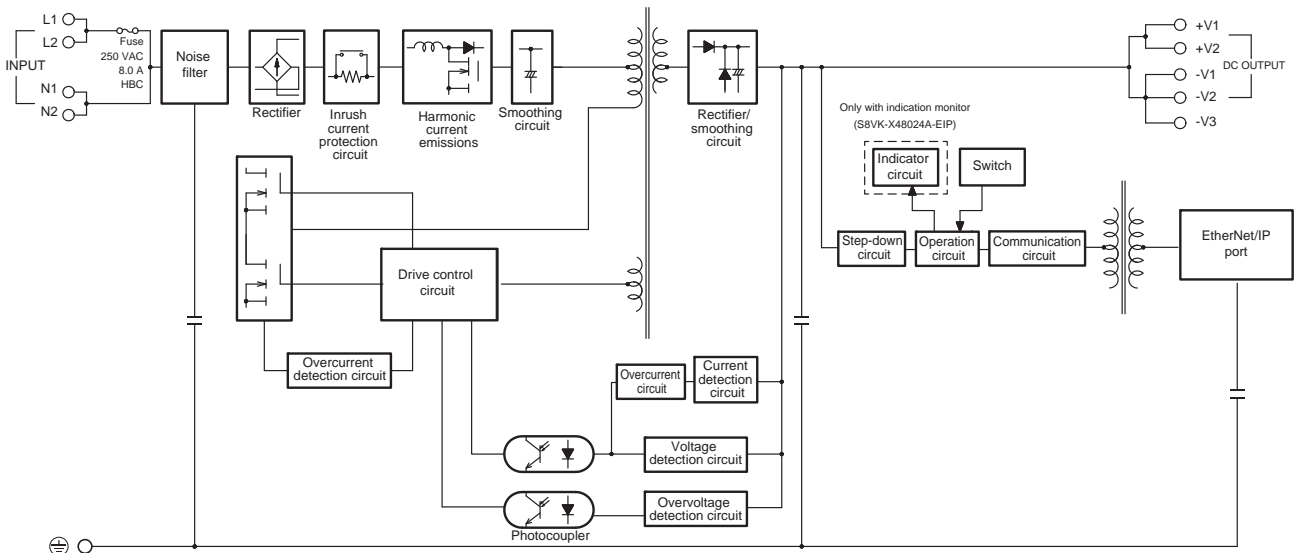 L1
L2
INPUT
N1
N2
Fuse
250 VAC
8.0 A
HBC
Noise
filter
Rectifier
Inrush
current
protection
circuit
Harmonic
current
emissions
Smoothing
circuit
Rectifier/
smoothing
circuit
+V1
+V2
DC OUTPUT
-V1
-V2
-V3
Only with indication monitor
(S8VK-X48024A-EIP)
Indicator
circuit
Switch
Step-down
circuit
Operation
circuit
Communication
circuit
EtherNet/IP
port
Drive control
circuit
Overcurrent
detection circuit
Overcurrent
circuit
Current
detection
circuit
Voltage
detection circuit
Overvoltage
detection circuit
Photocoupler